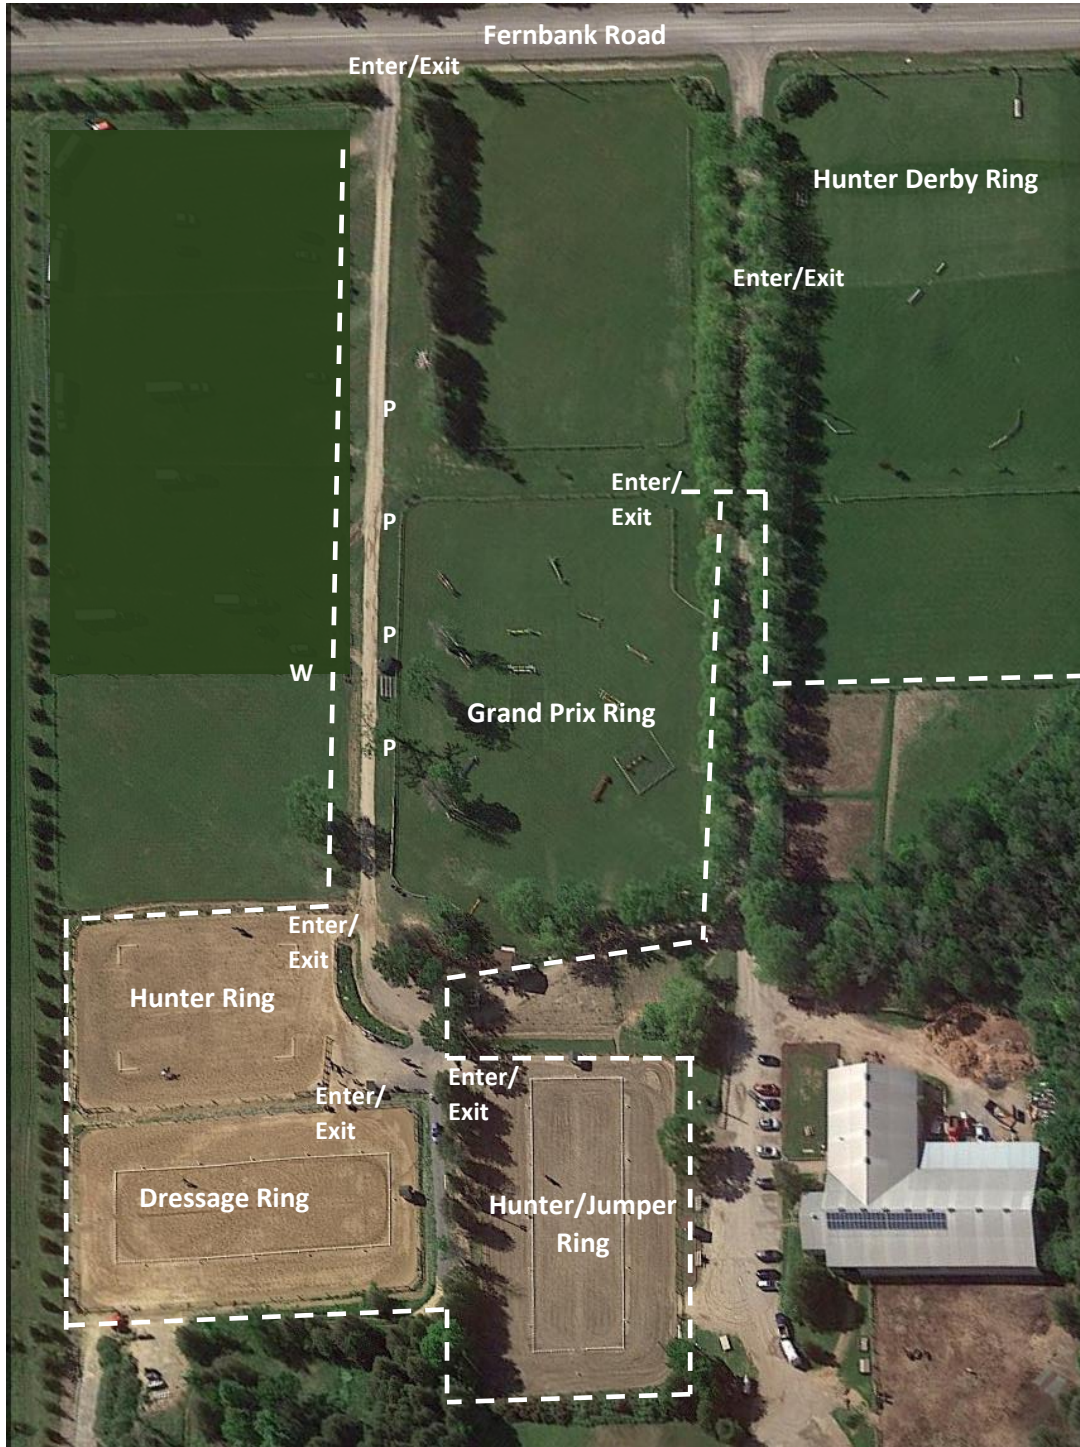 Fernbank Road
Enter/Exit
Hunter Derby Ring
Enter/Exit
P
Enter/
Exit
P
P
W
Grand Prix Ring
P
Enter/
Exit
Hunter Ring
Enter/
Exit
Enter/
Exit
Dressage Ring
Hunter/Jumper
Ring